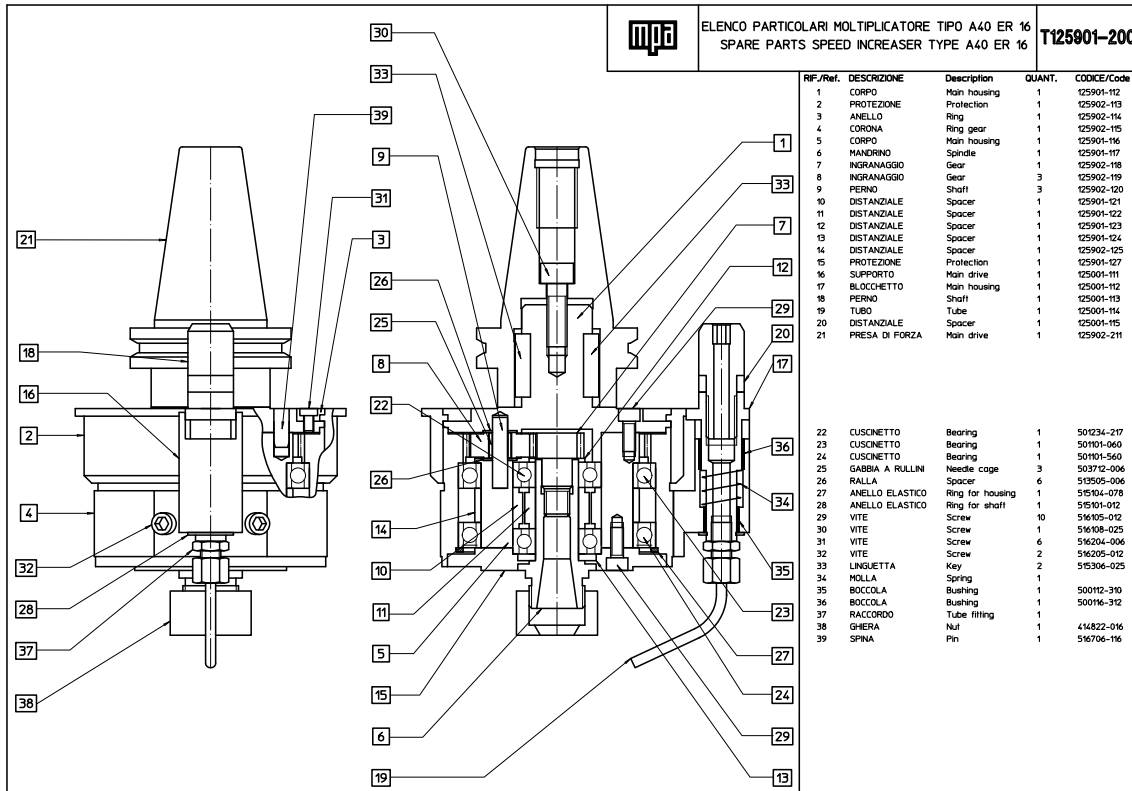 mpa
ELENCO PARTICOLARI MOLTIPLICATORE TIPO A40 ER 16
SPARE PARTS SPEED INCREASER TYPE A40 ER 16
T125901-200
RIF./Ref. DESCRIZIONE Description QUANT. CODICE/Code
1 CORPO Main housing 1 125901-112
2 PROTEZIONE Protection 1 125902-113
3 ANELLO Ring 1 125902-114
4 CORONA Ring gear 1 125902-115
5 CORPO Main housing 1 125901-116
6 MANDRINO Spindle 1 125901-117
7 INGRANAGGIO Gear 1 125902-118
8 INGRANAGGIO Gear 3 125902-119
9 PERNO Shaft 3 125902-120
10 DISTANZIALE Spacer 1 125901-121
11 DISTANZIALE Spacer 1 125901-122
12 DISTANZIALE Spacer 1 125901-123
13 DISTANZIALE Spacer 1 125901-124
14 DISTANZIALE Spacer 1 125902-125
15 PROTEZIONE Protection 1 125901-127
16 SUPPORTO Main drive 1 125001-111
17 BLOCCHETTO Main housing 1 125001-112
18 PERNO Shaft 1 125001-113
19 TUBO Tube 1 125001-114
20 DISTANZIALE Spacer 1 125001-115
21 PRESA DI FORZA Main drive 1 125902-211
22 CUSCINETTO Bearing 1 501234-217
23 CUSCINETTO Bearing 1 501101-060
24 CUSCINETTO Bearing 1 501101-560
25 GABBIA A RULLINI Needle cage 3 503712-006
26 RALLA Spacer 6 513505-006
27 ANELLO ELASTICO Ring for housing 1 515104-078
28 ANELLO ELASTICO Ring for shaft 1 515101-012
29 VITE Screw 10 516105-012
30 VITE Screw 1 516108-025
31 VITE Screw 6 516204-006
32 VITE Screw 2 516205-012
33 LINGUETTA Key 2 515306-025
34 MOLLA Spring 1
35 BOCCOLA Bushing 1 500112-310
36 BOCCOLA Bushing 1 500116-312
37 RACCORDO Tube fitting 1
38 GHIERA Nut 1 414822-016
39 SPINA Pin 1 516706-116
21
18
16
2
4
32
28
37
38
30
33
39
9
31
3
26
25
8
22
26
14
10
11
5
15
6
19
1
33
7
12
29
20
17
36
34
35
23
27
24
29
13